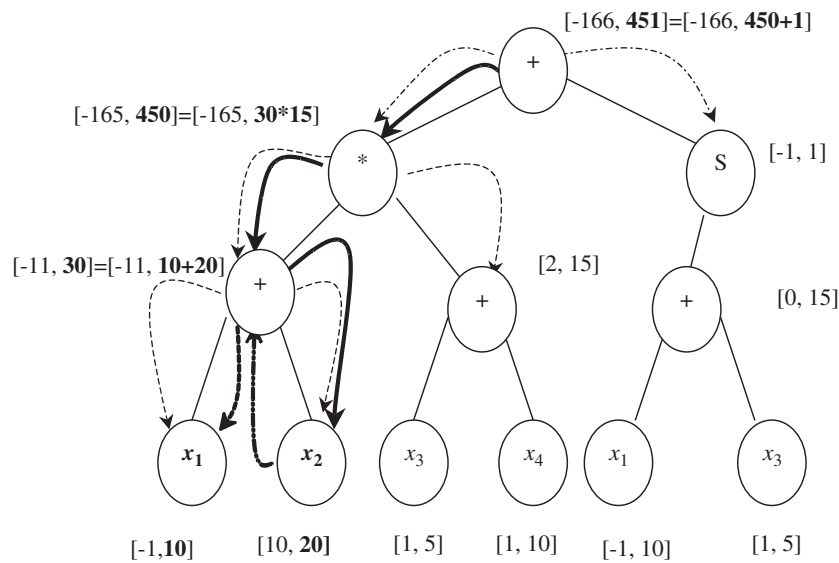 [-166, 451]=[-166, 450+1]
+
[-165, 450]=[-165, 30*15]
*
S
[-1, 1]
[-11, 30]=[-11, 10+20]
+
[2, 15]
+
+
[0, 15]
x1
x2
x3
x4
x1
x3
[-1,10]
[10, 20]
[1, 5]
[1, 10]
[-1, 10]
[1, 5]